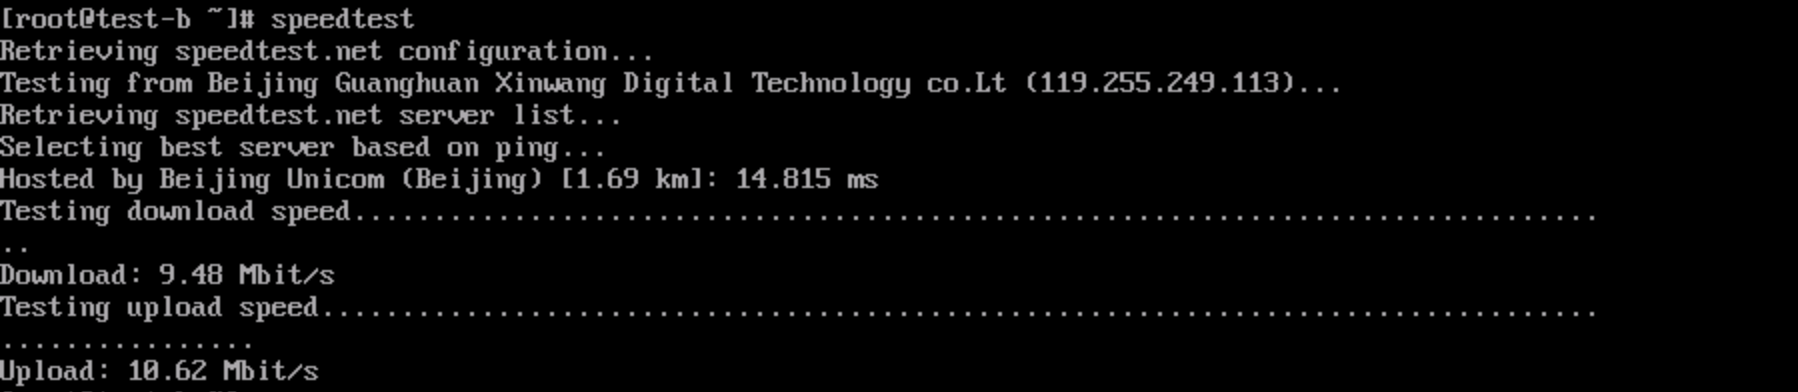 [root@test-b ~]# speedtest
Retrieving speedtest.net configuration...
Testing from Beijing Guanghuan Xinwang Digital Technology co.Lt (119.255.249.113)...
Retrieving speedtest.net server list...
Selecting best server based on ping...
Hosted by Beijing Unicom (Beijing) [1.69 km]: 14.815 ms
Testing download speed..............................................................................
..
Download: 9.48 Mbit/s
Testing upload speed................................................................................
................
Upload: 10.62 Mbit/s